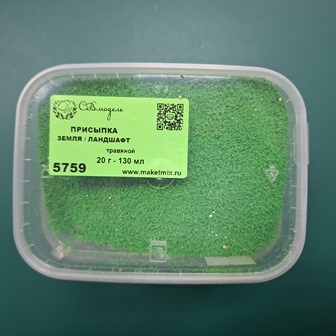 СВмодель
ПРИСЫПКА
ЗЕМЛЯ / ЛАНДШАФТ
травяной
20 г - 130 мл
5759
www.maketmix.ru